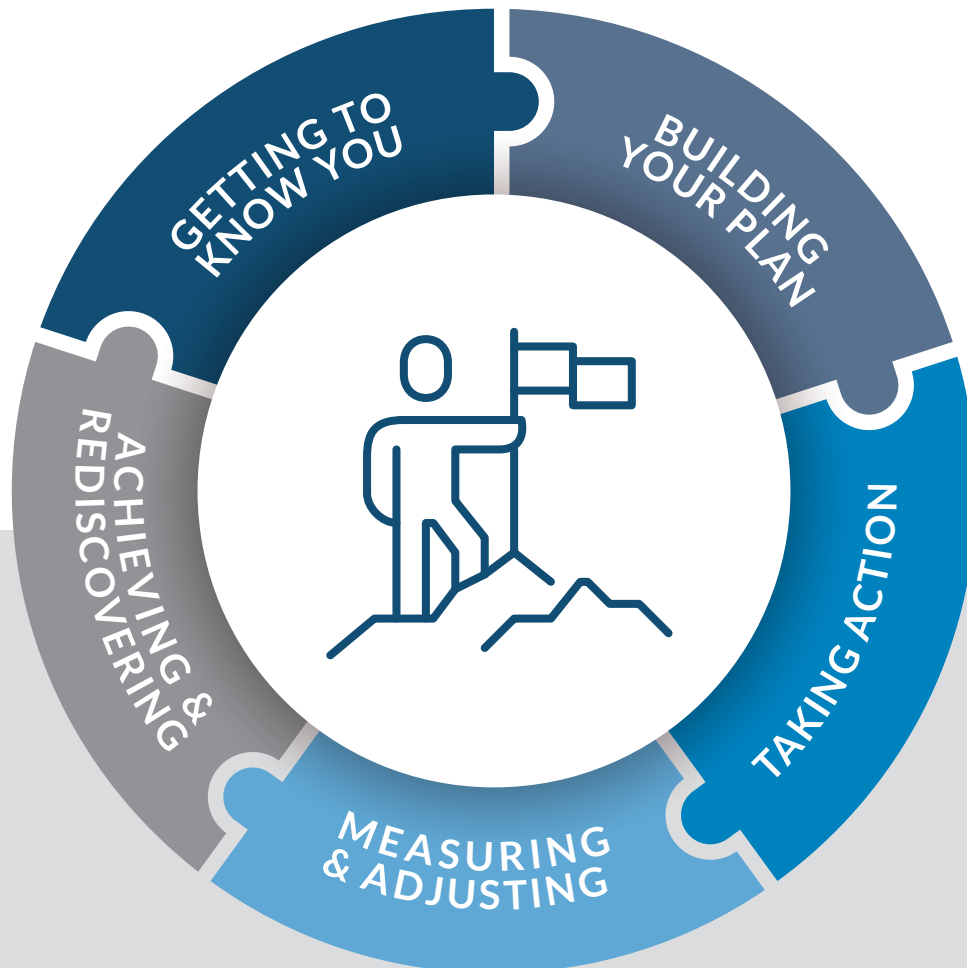 GETTING TO
KNOW YOU
BUILDING
YOUR PLAN
TAKING ACTION
MEASURING
& ADJUSTING
ACHIEVING &
REDISCOVERING